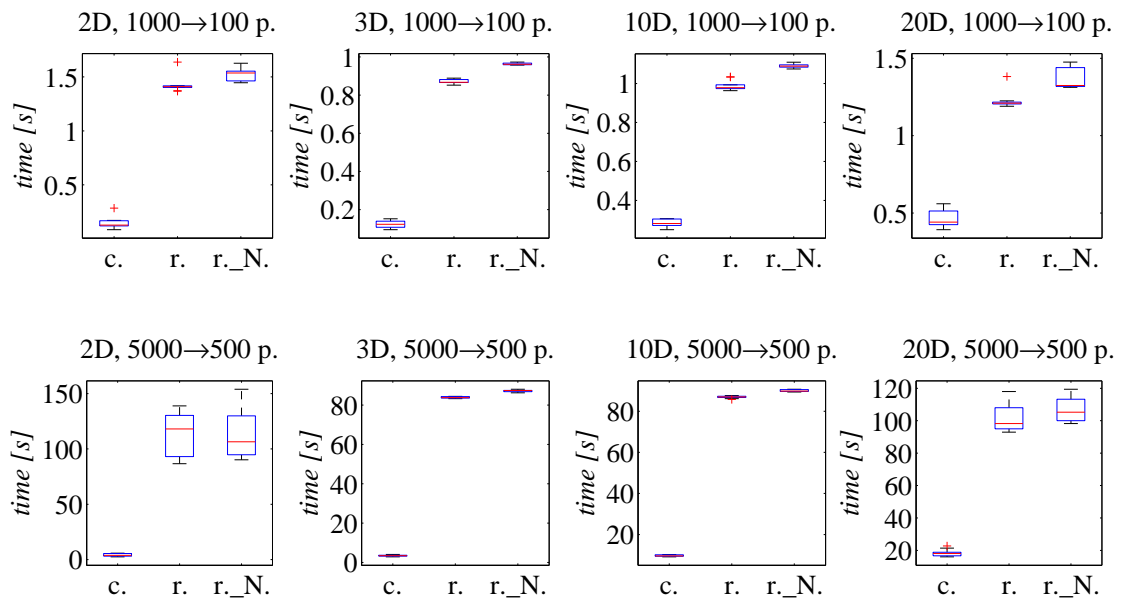 2D, 1000→100 p.
time [s]
1.5
1
0.5
c. r. r._N.
3D, 1000→100 p.
time [s]
1
0.8
0.6
0.4
0.2
c. r. r._N.
10D, 1000→100 p.
time [s]
1
0.8
0.6
0.4
c. r. r._N.
20D, 1000→100 p.
time [s]
1.5
1
0.5
c. r. r._N.
2D, 5000→500 p.
time [s]
150
100
50
0
c. r. r._N.
3D, 5000→500 p.
time [s]
80
60
40
20
0
c. r. r._N.
10D, 5000→500 p.
time [s]
80
60
40
20
c. r. r._N.
20D, 5000→500 p.
time [s]
120
100
80
60
40
20
c. r. r._N.